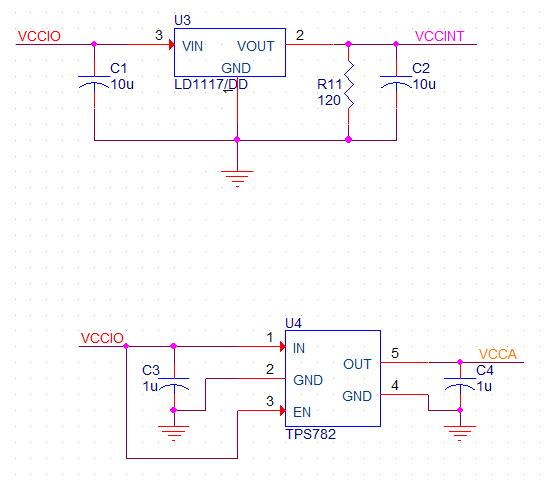 VCCIO
3
U3
VIN
VOUT
GND
LD1117/DD
2
VCCINT
C1
10u
R11
120
C2
10u
VCCIO
U4
1
IN
2
GND
3
EN
OUT
5
GND
4
TPS782
VCCA
C3
1u
C4
1u